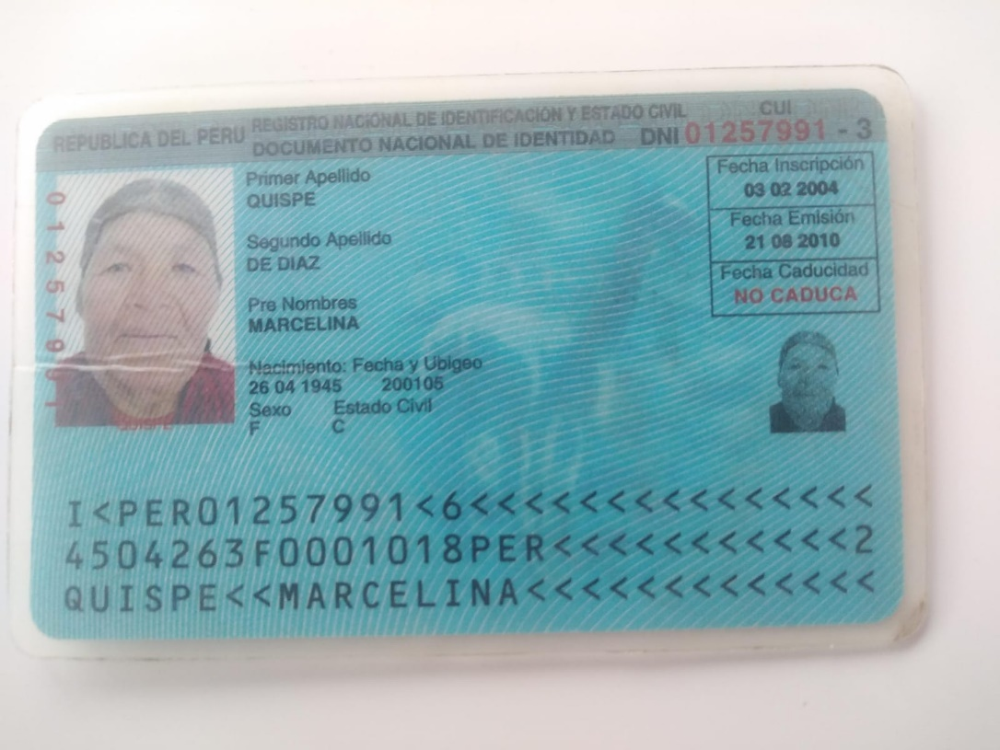 REPUBLICA DEL PERU
REGISTRO NACIONAL DE IDENTIFICACION Y ESTADO CIVIL
DOCUMENTO NACIONAL DE IDENTIDAD
CUI
DNI 01257991 - 3
Primer Apellido
QUISPE
Segundo Apellido
DE DIAZ
Pre Nombres
MARCELINA
Nacimiento: Fecha y Ubigeo
26 04 1945 200105
Sexo Estado Civil
F C
Fecha Inscripción
03 02 2004
Fecha Emisión
21 08 2010
Fecha Caducidad
NO CADUCA
01257991
QUISPE
I<PER01257991<6<<<<<<<<<<<<<<<
4504263F0001018PER<<<<<<<<<<<2
QUISPE<<MARCELINA<<<<<<<<<<<<<